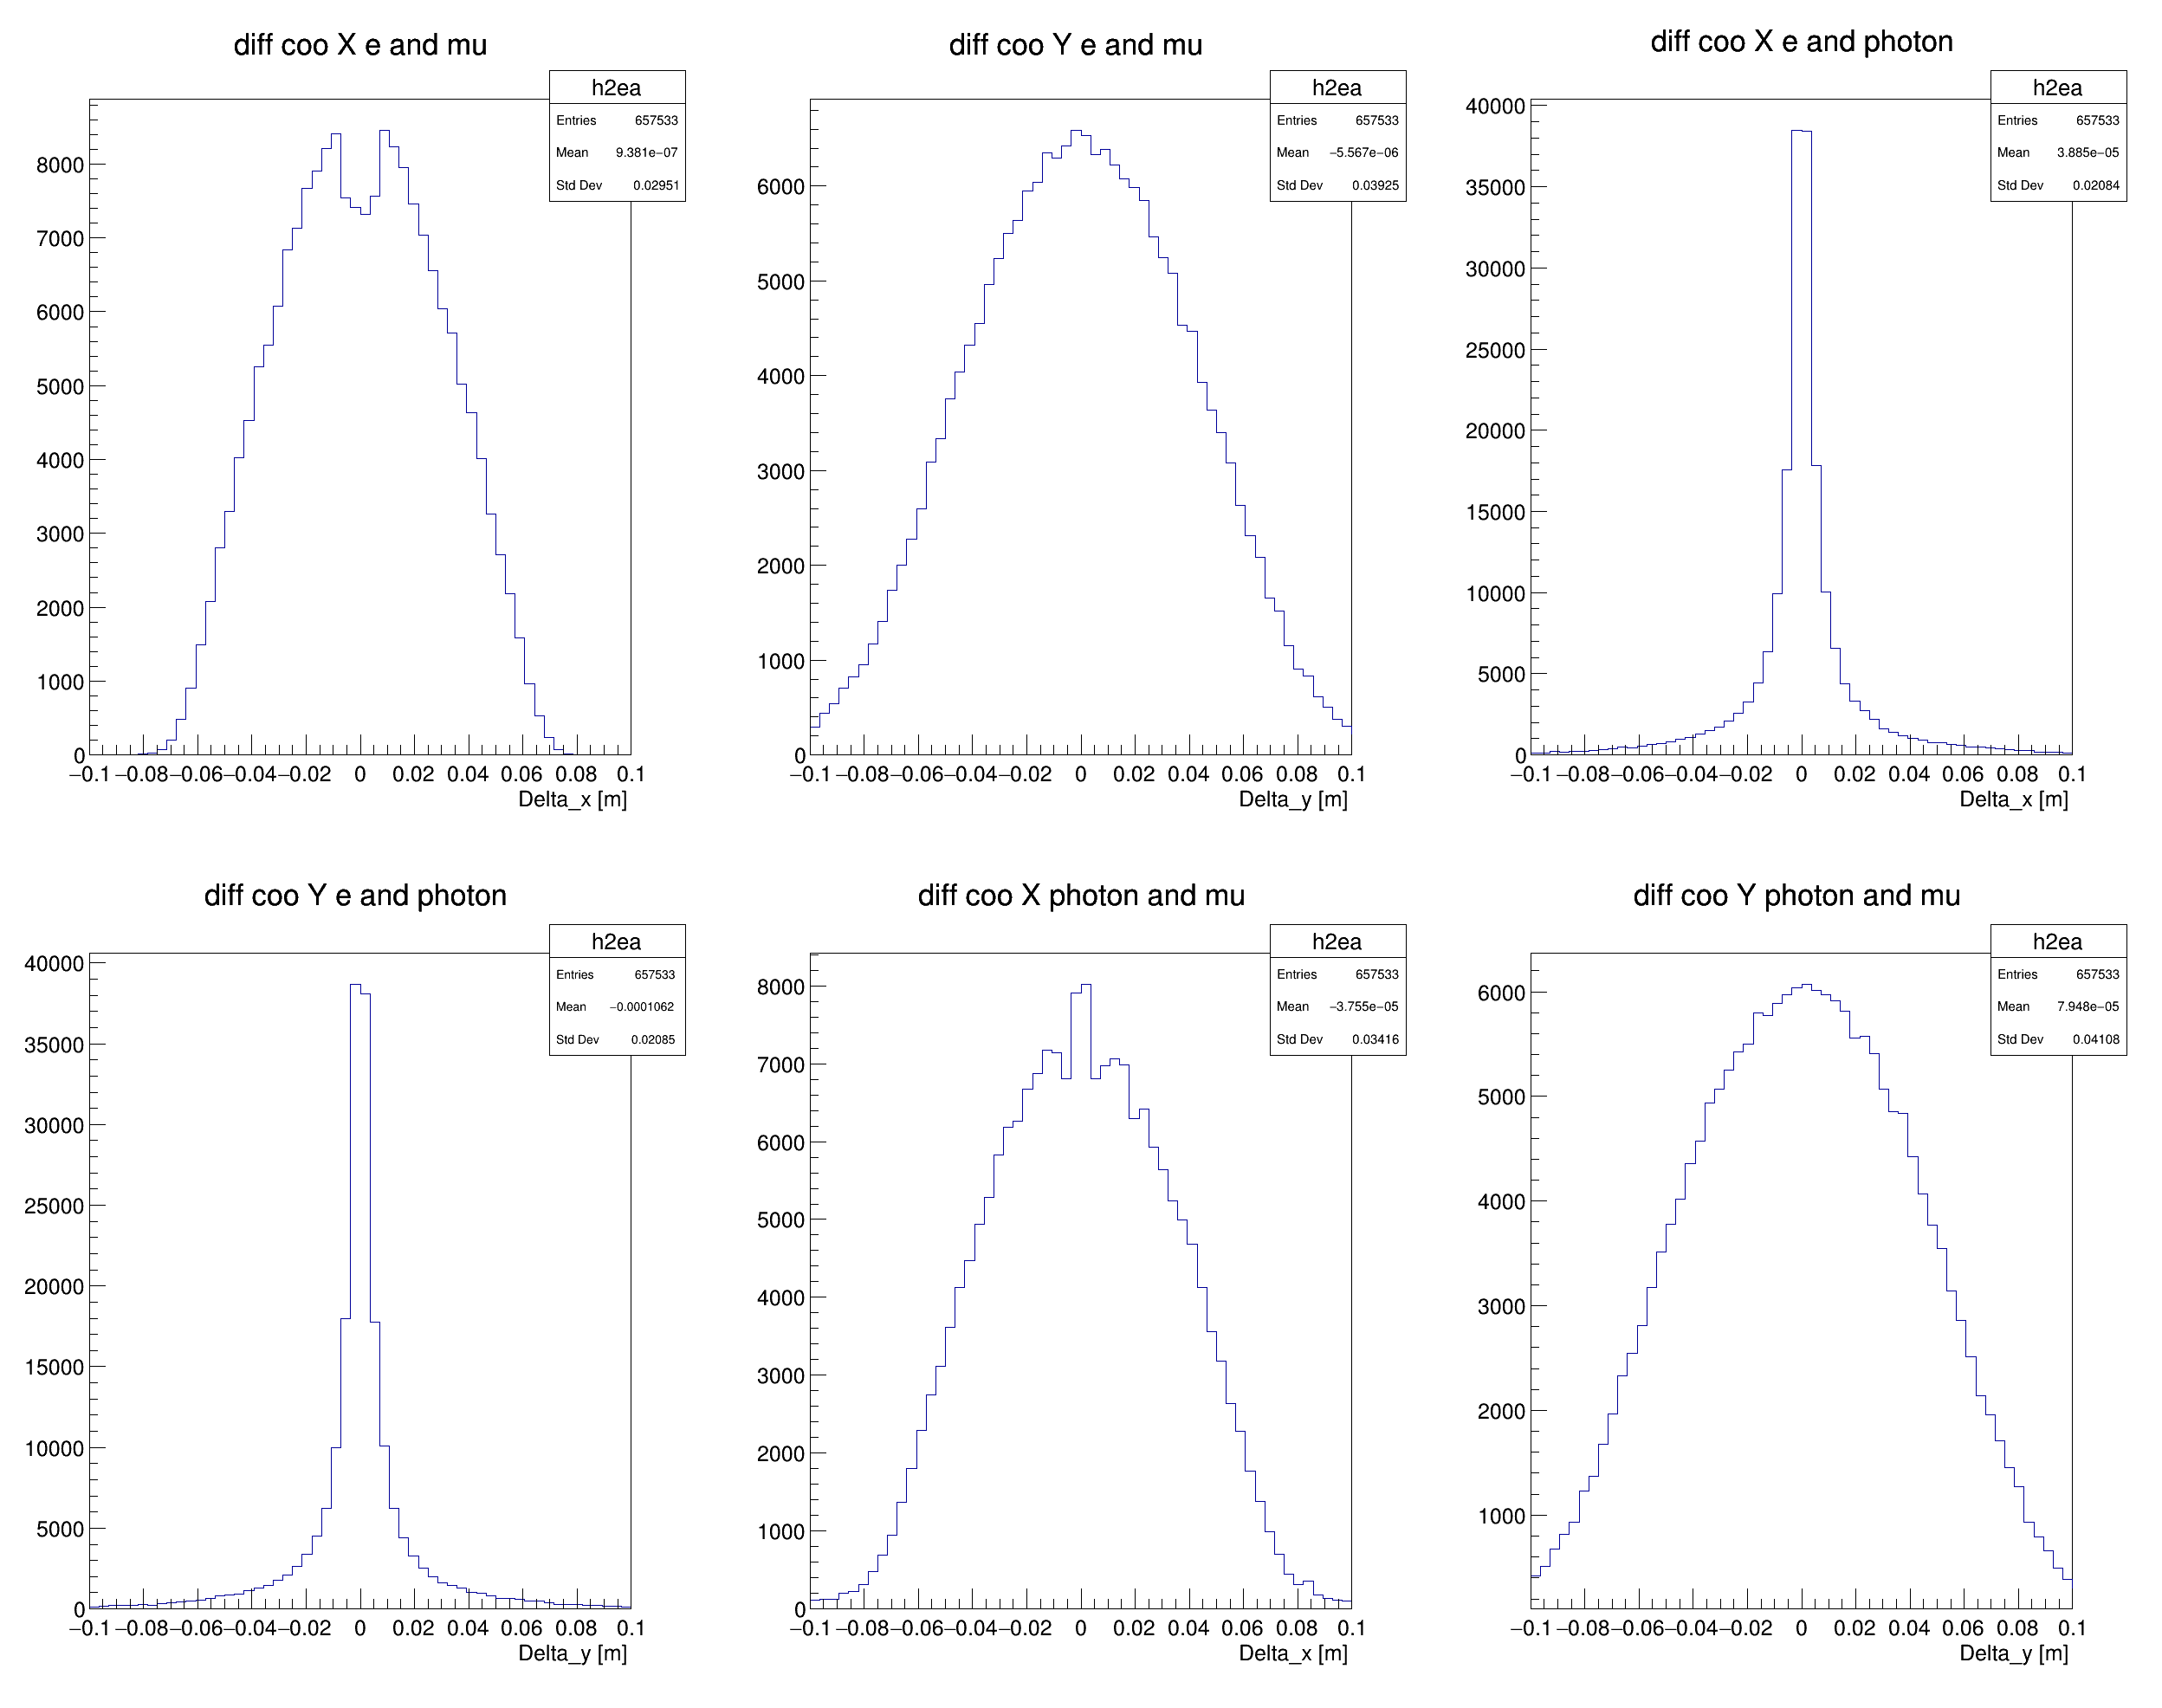 diff coo X e and mu
h2ea
Entries 657533
Mean 9.381e−07
Std Dev 0.02951
8000
7000
6000
5000
4000
3000
2000
1000
0
−0.1 −0.08 −0.06 −0.04 −0.02 0 0.02 0.04 0.06 0.08 0.1
Delta_x [m]
diff coo Y e and mu
h2ea
Entries 657533
Mean −5.567e−06
Std Dev 0.03925
6000
5000
4000
3000
2000
1000
0
−0.1 −0.08 −0.06 −0.04 −0.02 0 0.02 0.04 0.06 0.08 0.1
Delta_y [m]
diff coo X e and photon
h2ea
Entries 657533
Mean 3.885e−05
Std Dev 0.02084
40000
35000
30000
25000
20000
15000
10000
5000
0
−0.1 −0.08 −0.06 −0.04 −0.02 0 0.02 0.04 0.06 0.08 0.1
Delta_x [m]
diff coo Y e and photon
h2ea
Entries 657533
Mean −0.0001062
Std Dev 0.02085
40000
35000
30000
25000
20000
15000
10000
5000
0
−0.1 −0.08 −0.06 −0.04 −0.02 0 0.02 0.04 0.06 0.08 0.1
Delta_y [m]
diff coo X photon and mu
h2ea
Entries 657533
Mean −3.755e−05
Std Dev 0.03416
8000
7000
6000
5000
4000
3000
2000
1000
0
−0.1 −0.08 −0.06 −0.04 −0.02 0 0.02 0.04 0.06 0.08 0.1
Delta_x [m]
diff coo Y photon and mu
h2ea
Entries 657533
Mean 7.948e−05
Std Dev 0.04108
6000
5000
4000
3000
2000
1000
−0.1 −0.08 −0.06 −0.04 −0.02 0 0.02 0.04 0.06 0.08 0.1
Delta_y [m]